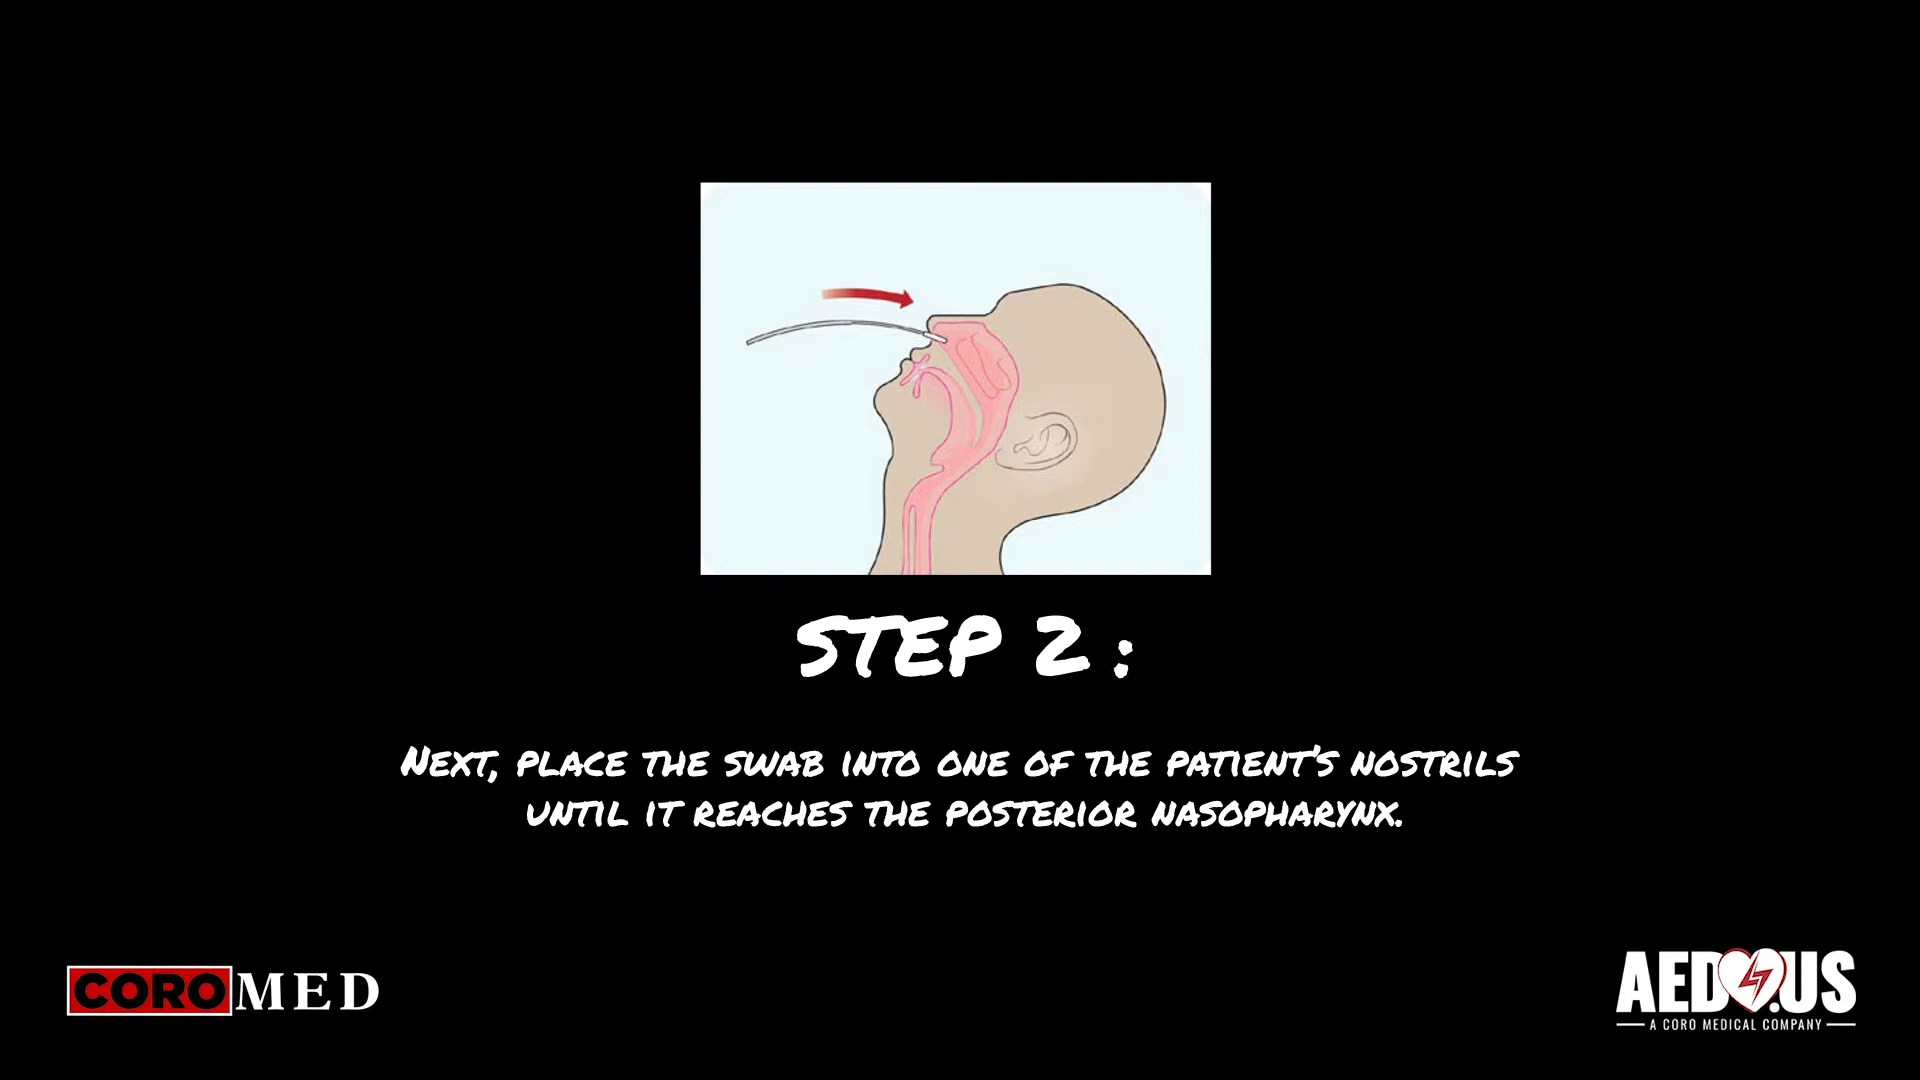 STEP 2 :
NEXT, PLACE THE SWAB INTO ONE OF THE PATIENT'S NOSTRILS
UNTIL IT REACHES THE POSTERIOR NASOPHARYNX.
COROMED
AED.US
A CORO MEDICAL COMPANY